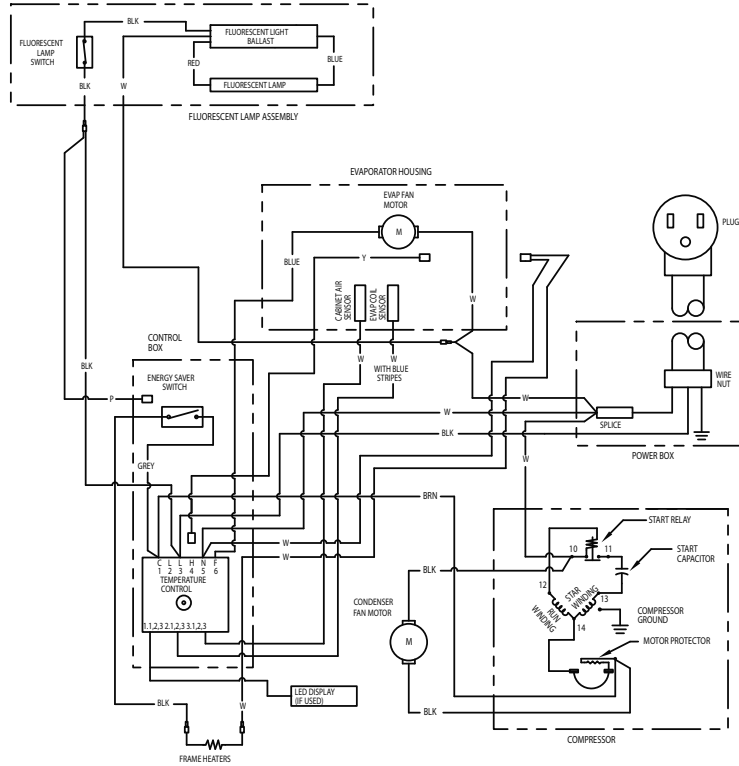 BLK
FLUORESCENT
LAMP
SWITCH
FLUORESCENT LIGHT
BALLAST
RED
BLUE
BLK
W
FLUORESCENT LAMP
FLUORESCENT LAMP ASSEMBLY
EVAPORATOR HOUSING
EVAP FAN
MOTOR
M
PLUG
BLUE
Y
CABINET AIR
SENSOR
EVAP COIL
SENSOR
W
CONTROL
BOX
BLK
W
W
WITH BLUE
STRIPES
ENERGY SAVER
SWITCH
WIRE
NUT
P
W
W
SPLICE
BLK
POWER BOX
GREY
W
BRN
W
START RELAY
W
10
11
START
CAPACITOR
C
L
L
H
N
F
1
2
3
4
5
6
TEMPERATURE
CONTROL
BLK
12
STAR
WINDING
13
CONDENSER
FAN MOTOR
RUN
WINDING
COMPRESSOR
GROUND
1.1,2,3 2.1,2,3 3.1,2,3
14
M
MOTOR PROTECTOR
LED DISPLAY
(IF USED)
BLK
W
BLK
COMPRESSOR
FRAME HEATERS